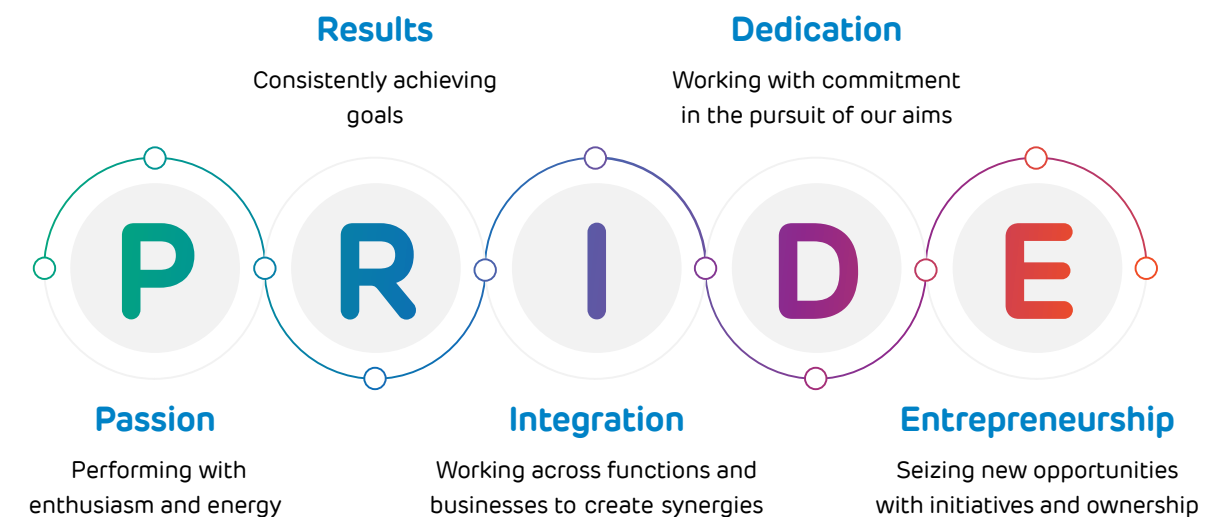 Results
Consistently achieving
goals
Dedication
Working with commitment
in the pursuit of our aims
P R I D E
Passion
Performing with
enthusiasm and energy
Integration
Working across functions and
businesses to create synergies
Entrepreneurship
Seizing new opportunities
with initiatives and ownership